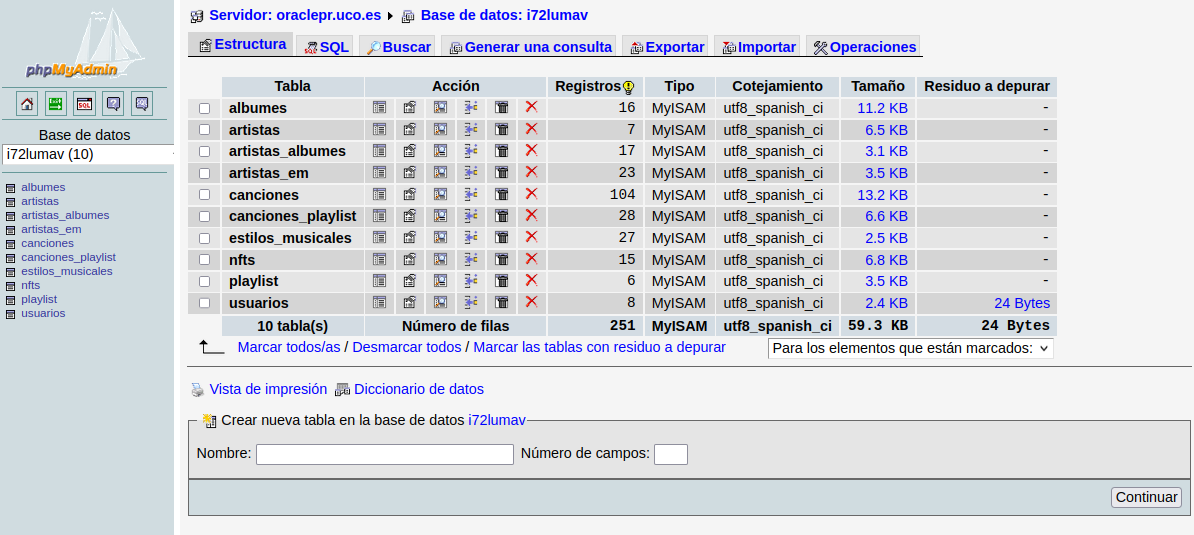 phpMyAdmin
SQL
SQL
Base de datos
i72lumav (10)
albumes
artistas
artistas_albumes
artistas_em
canciones
canciones_playlist
estilos_musicales
nfts
playlist
usuarios
Servidor: oraclepr.uco.es Base de datos: i72lumav
Estructura SQL Buscar Generar una consulta Exportar Importar Operaciones
Tabla Acción Registros Tipo Cotejamiento Tamaño Residuo a depurar
albumes 16 MyISAM utf8_spanish_ci 11.2 KB -
artistas 7 MyISAM utf8_spanish_ci 6.5 KB -
artistas_albumes 17 MyISAM utf8_spanish_ci 3.1 KB -
artistas_em 23 MyISAM utf8_spanish_ci 3.5 KB -
canciones 104 MyISAM utf8_spanish_ci 13.2 KB -
canciones_playlist 28 MyISAM utf8_spanish_ci 6.6 KB -
estilos_musicales 27 MyISAM utf8_spanish_ci 2.5 KB -
nfts 15 MyISAM utf8_spanish_ci 6.8 KB -
playlist 6 MyISAM utf8_spanish_ci 3.5 KB -
usuarios 8 MyISAM utf8_spanish_ci 2.4 KB 24 Bytes
10 tabla(s) Número de filas 251 MyISAM utf8_spanish_ci 59.3 KB 24 Bytes
Marcar todos/as / Desmarcar todos / Marcar las tablas con residuo a depurar Para los elementos que están marcados:
Vista de impresión Diccionario de datos
Crear nueva tabla en la base de datos i72lumav
Nombre: Número de campos:
Continuar